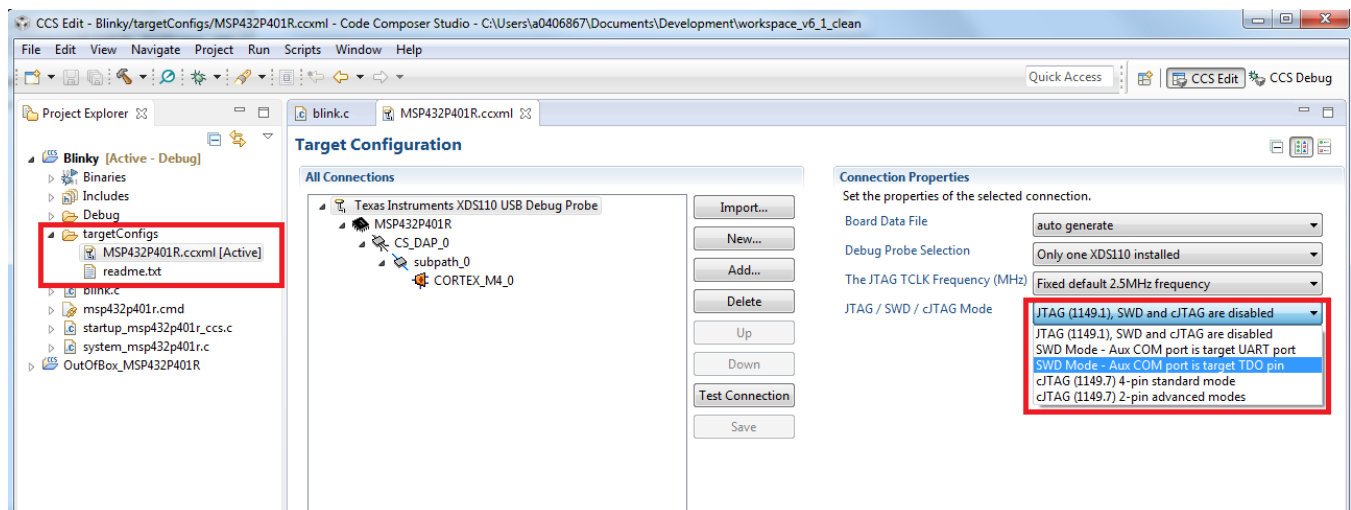 CCS Edit - Blinky/targetConfigs/MSP432P401R.ccxml - Code Composer Studio - C:\Users\a0406867\Documents\Development\workspace_v6_1_clean
File Edit View Navigate Project Run Scripts Window Help
Quick Access
CCS Edit
CCS Debug
Project Explorer
Blinky [Active - Debug]
Binaries
Includes
Debug
targetConfigs
MSP432P401R.ccxml [Active]
readme.txt
blink.c
msp432p401r.cmd
startup_msp432p401r_ccs.c
system_msp432p401r.c
OutOfBox_MSP432P401R
blink.c
MSP432P401R.ccxml
Target Configuration
All Connections
Texas Instruments XDS110 USB Debug Probe
MSP432P401R
CS_DAP_0
subpath_0
CORTEX_M4_0
Import...
New...
Add...
Delete
Up
Down
Test Connection
Save
Connection Properties
Set the properties of the selected connection.
Board Data File auto generate
Debug Probe Selection Only one XDS110 installed
The JTAG TCLK Frequency (MHz) Fixed default 2.5MHz frequency
JTAG / SWD / cJTAG Mode JTAG (1149.1), SWD and cJTAG are disabled
JTAG (1149.1), SWD and cJTAG are disabled
SWD Mode - Aux COM port is target UART port
SWD Mode - Aux COM port is target TDO pin
cJTAG (1149.7) 4-pin standard mode
cJTAG (1149.7) 2-pin advanced modes